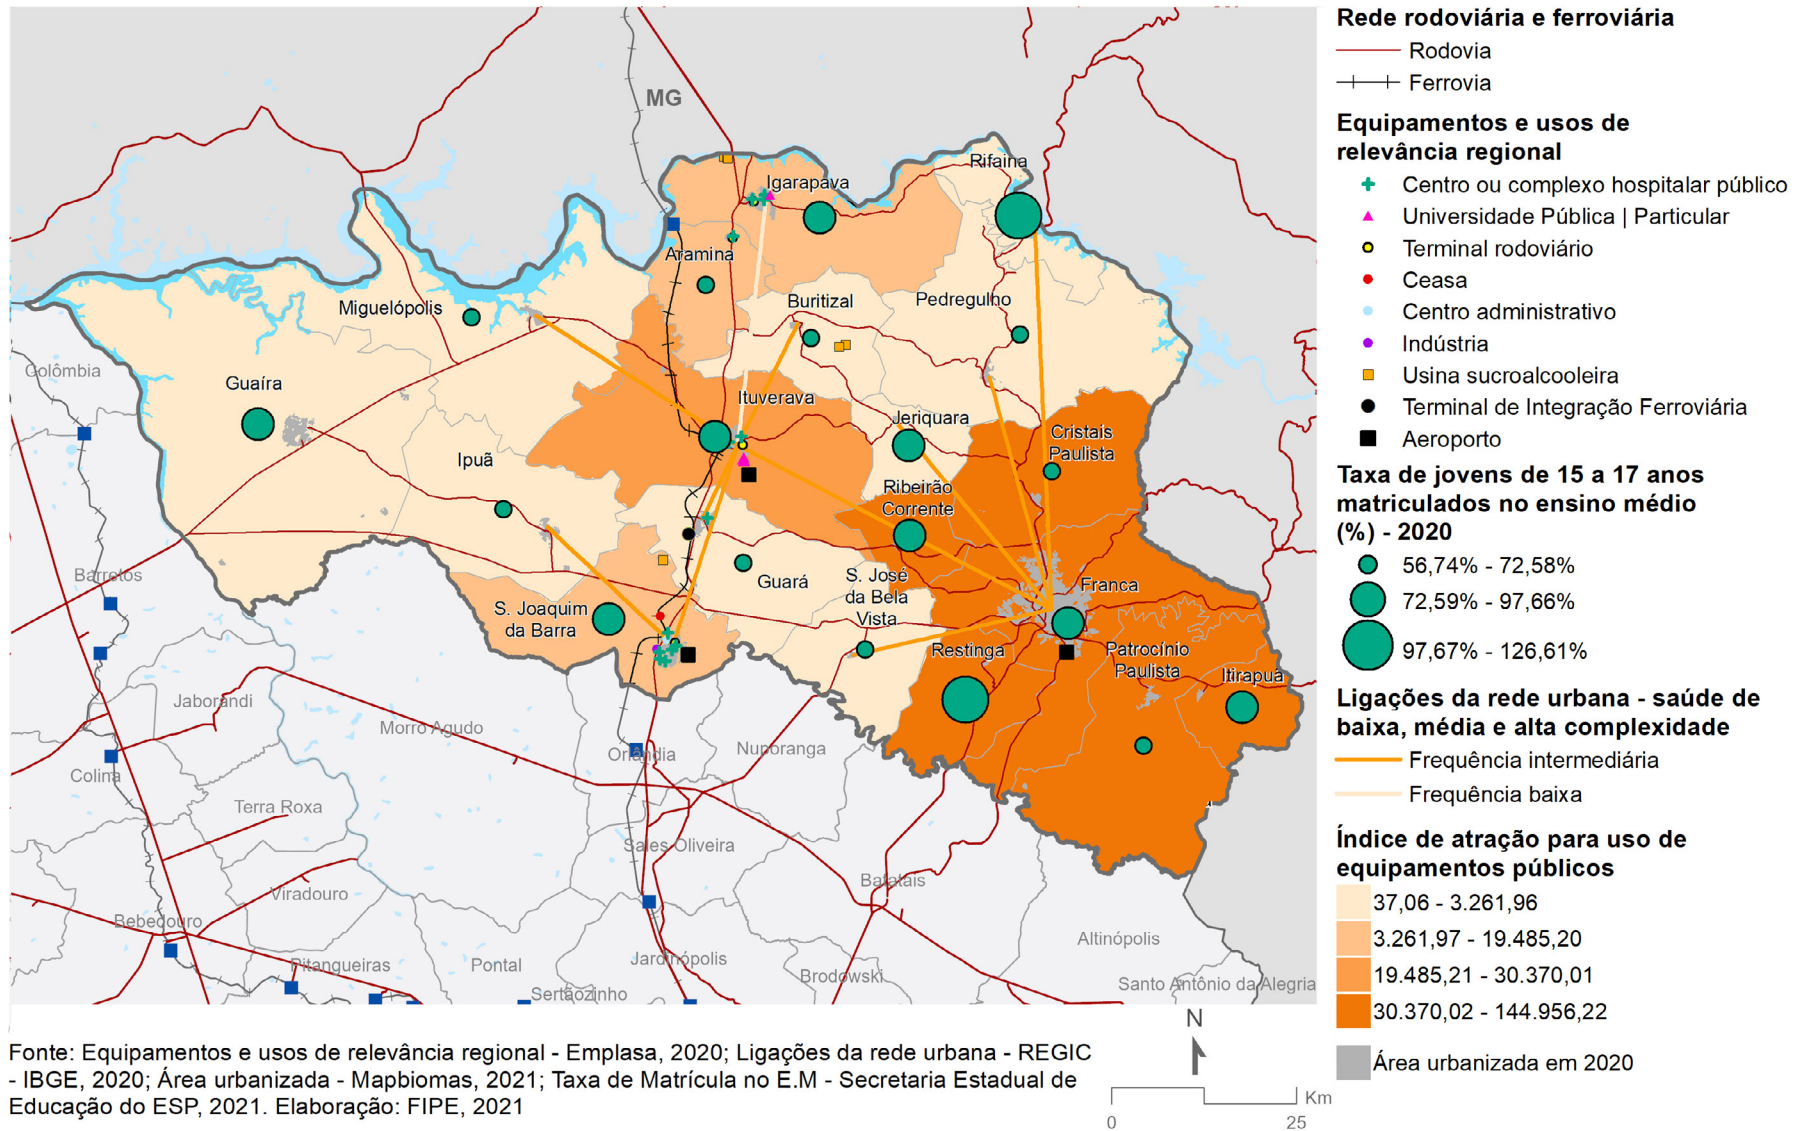 MG
Rifaina
Igarapava
Aramina
Miguelópolis
Buritizal
Pedregulho
Colômbia
Guaíra
Ituverava
Jeriquara
Cristais
Paulista
Ipuã
Ribeirão
Corrente
Barretos
Guará
S. José
da Bela
Vista
Franca
S. Joaquim
da Barra
Restinga
Patrocínio
Paulista
Itirapuã
Jaborandi
Morro Agudo
Orlândia
Nuporanga
Colina
Terra Roxa
Sales Oliveira
Viradouro
Batatais
Bebedouro
Altinópolis
Pitangueiras
Pontal
Jardinópolis
Brodowski
Sertãozinho
Santo Antônio da Alegria
Rede rodoviária e ferroviária
Rodovia
Ferrovia
Equipamentos e usos de
relevância regional
Centro ou complexo hospitalar público
Universidade Pública | Particular
Terminal rodoviário
Ceasa
Centro administrativo
Indústria
Usina sucroalcooleira
Terminal de Integração Ferroviária
Aeroporto
Taxa de jovens de 15 a 17 anos
matriculados no ensino médio
(%) - 2020
56,74% - 72,58%
72,59% - 97,66%
97,67% - 126,61%
Ligações da rede urbana - saúde de
baixa, média e alta complexidade
Frequência intermediária
Frequência baixa
Índice de atração para uso de
equipamentos públicos
37,06 - 3.261,96
3.261,97 - 19.485,20
19.485,21 - 30.370,01
30.370,02 - 144.956,22
Área urbanizada em 2020
N
Km
0 25
Fonte: Equipamentos e usos de relevância regional - Emplasa, 2020; Ligações da rede urbana - REGIC
- IBGE, 2020; Área urbanizada - Mapbiomas, 2021; Taxa de Matrícula no E.M - Secretaria Estadual de
Educação do ESP, 2021. Elaboração: FIPE, 2021